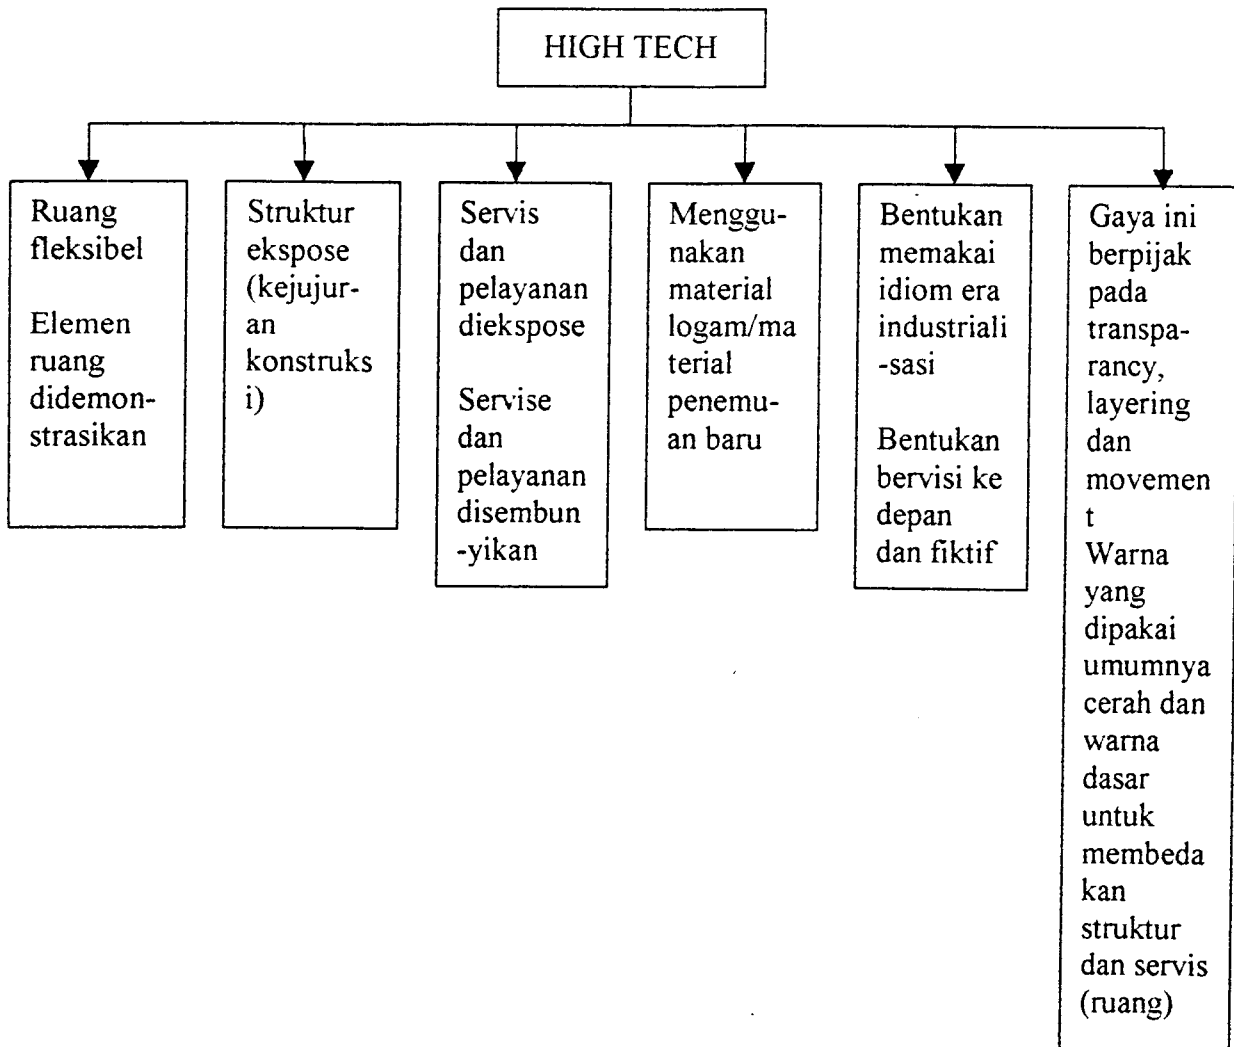 HIGH TECH
Ruang
fleksibel
Elemen
ruang
didemon-
strasikan
Struktur
ekspose
(kejujur-
an
konstruks
i)
Servis
dan
pelayanan
diekspose
Servise
dan
pelayanan
disembun
-yikan
Menggu-
nakan
material
logam/ma
terial
penemu-
an baru
Bentukan
memakai
idiom era
industriali
-sasi
Bentukan
bervisi ke
depan
dan fiktif
Gaya ini
berpijak
pada
transpa-
rancy,
layering
dan
movemen
t
Warna
yang
dipakai
umumnya
cerah dan
warna
dasar
untuk
membeda
kan
struktur
dan servis
(ruang)